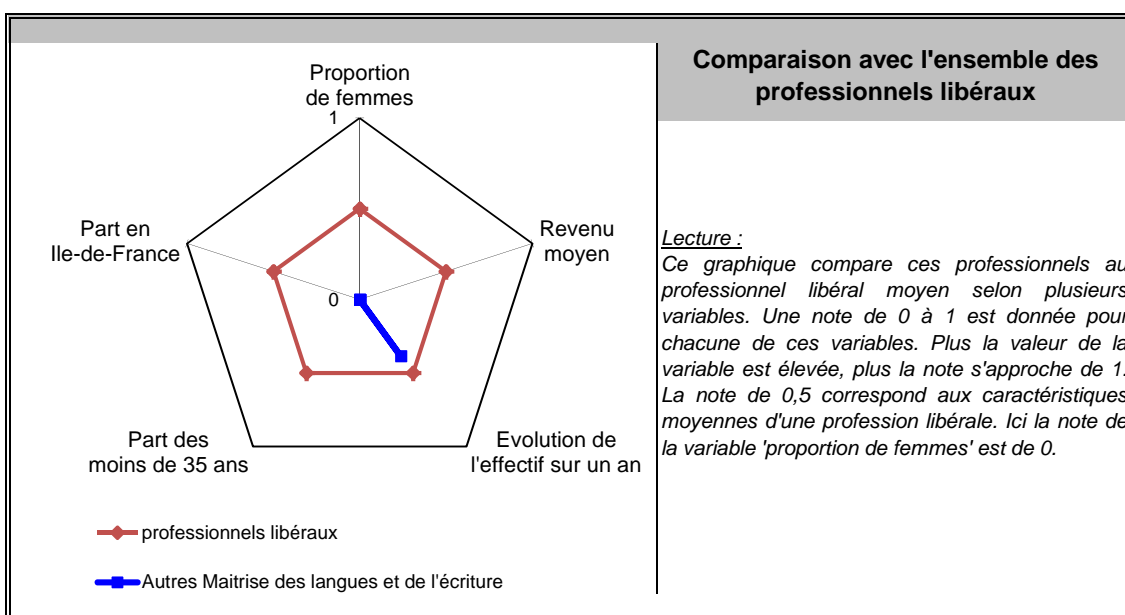 Comparaison avec l'ensemble des
professionnels libéraux
Proportion
de femmes
1
Part en
Ile-de-France
Revenu
moyen
0
Part des
moins de 35 ans
Evolution de
l'effectif sur un an
professionnels libéraux
Autres Maitrise des langues et de l'écriture
Lecture :
Ce graphique compare ces professionnels au
professionnel libéral moyen selon plusieurs
variables. Une note de 0 à 1 est donnée pour
chacune de ces variables. Plus la valeur de la
variable est élevée, plus la note s'approche de 1.
La note de 0,5 correspond aux caractéristiques
moyennes d'une profession libérale. Ici la note de
la variable 'proportion de femmes' est de 0.